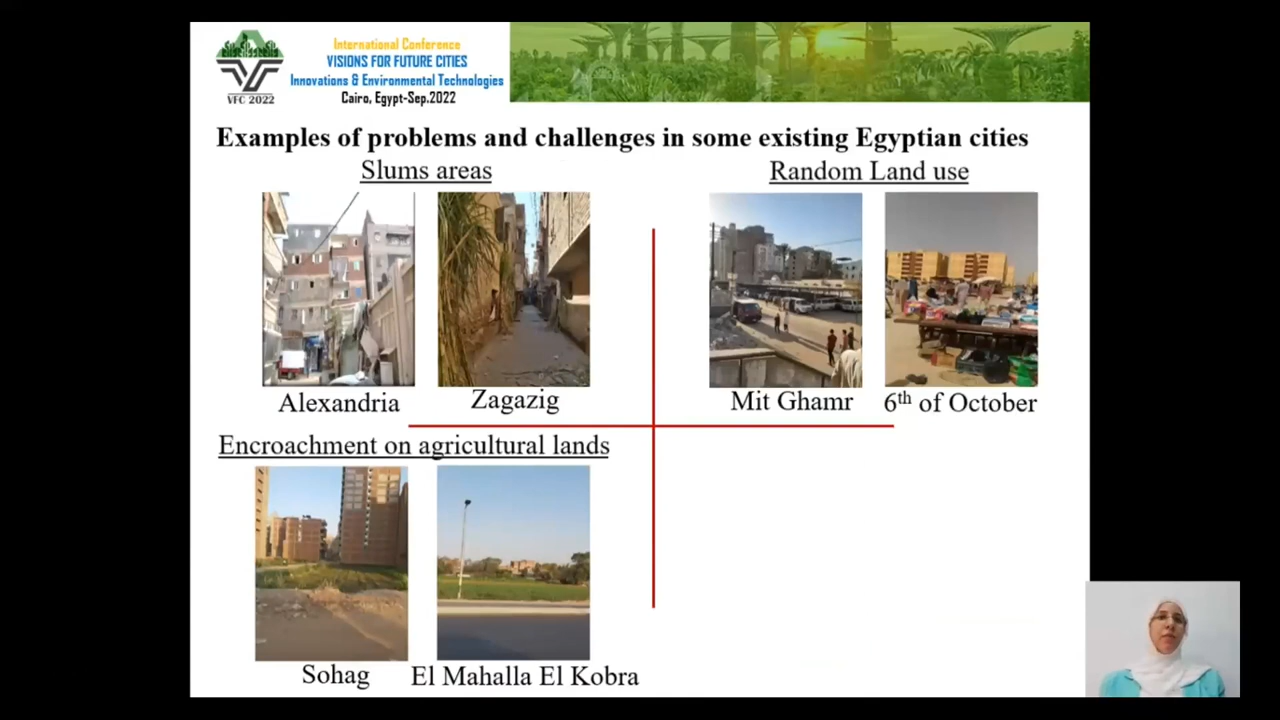 International Conference
VISIONS FOR FUTURE CITIES
Innovations & Environmental Technologies
Cairo, Egypt-Sep.2022
VFC 2022
Examples of problems and challenges in some existing Egyptian cities
Slums areas
Random Land use
Alexandria
Zagazig
Mit Ghamr
6th of October
Encroachment on agricultural lands
Sohag
El Mahalla El Kobra